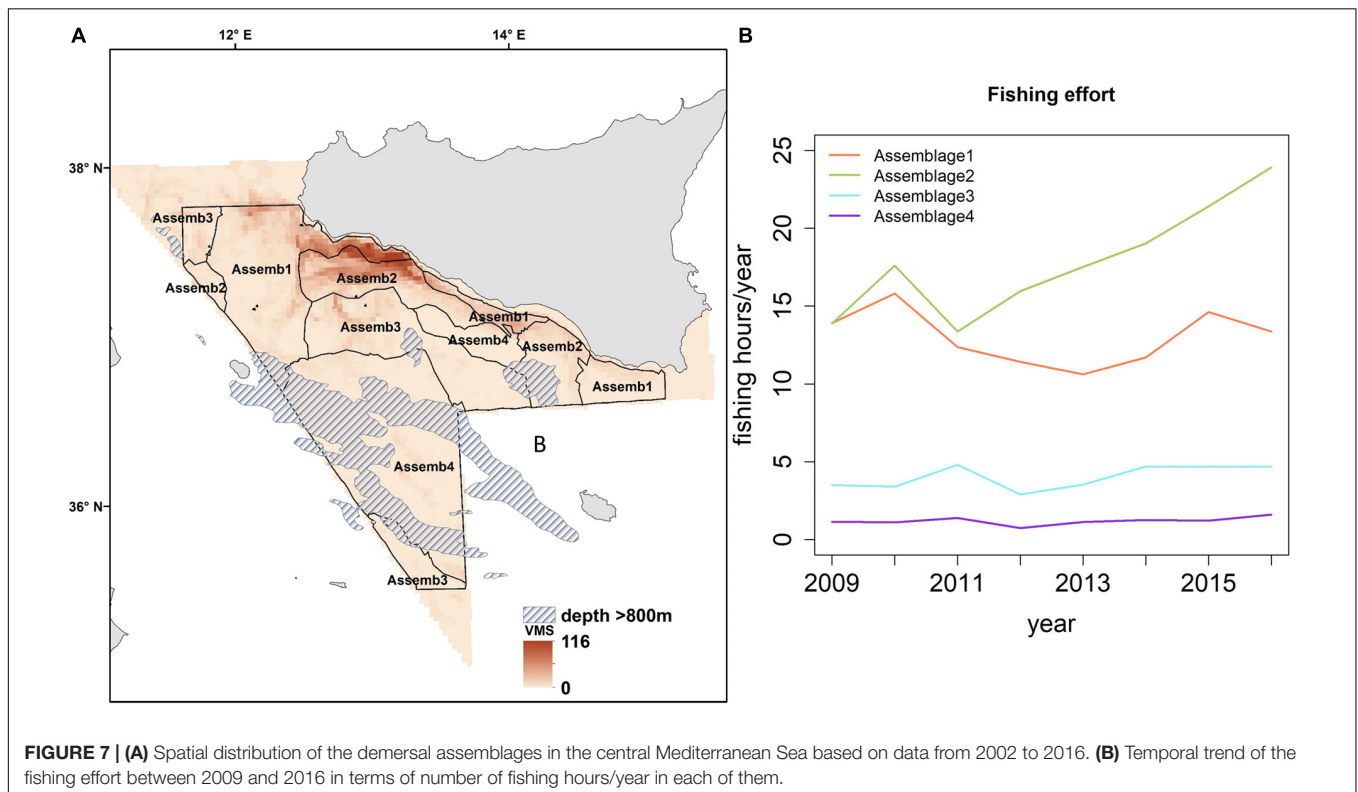 A
12° E
14° E
38° N
36° N
Assemb3
Assemb1
Assemb2
Assemb2
Assemb3
Assemb1
Assemb4
Assemb2
Assemb1
B
Assemb4
Assemb3
depth >800m
VMS
116
0
B
Fishing effort
Assemblage1
Assemblage2
Assemblage3
Assemblage4
25
20
15
10
5
0
fishing hours/year
2009
2011
2013
2015
year
FIGURE 7 | (A) Spatial distribution of the demersal assemblages in the central Mediterranean Sea based on data from 2002 to 2016. (B) Temporal trend of the
fishing effort between 2009 and 2016 in terms of number of fishing hours/year in each of them.